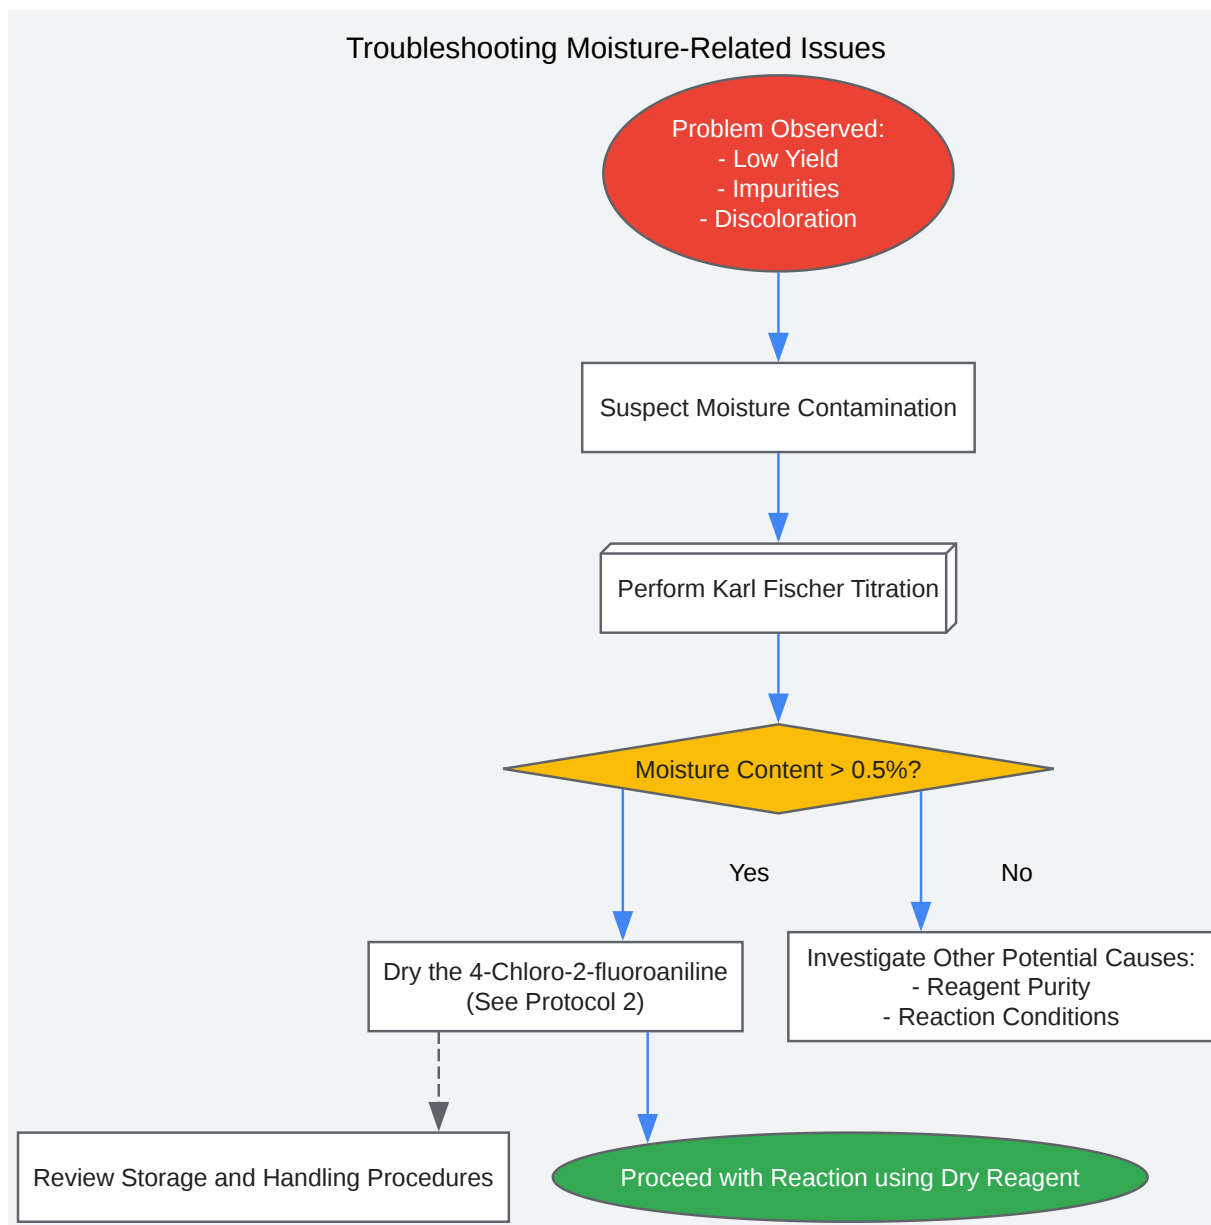 Troubleshooting Moisture-Related Issues
Problem Observed:
- Low Yield
- Impurities
- Discoloration
Suspect Moisture Contamination
Perform Karl Fischer Titration
Moisture Content > 0.5%?
Yes
No
Dry the 4-Chloro-2-fluoroaniline
(See Protocol 2)
Investigate Other Potential Causes:
- Reagent Purity
- Reaction Conditions
Review Storage and Handling Procedures
Proceed with Reaction using Dry Reagent